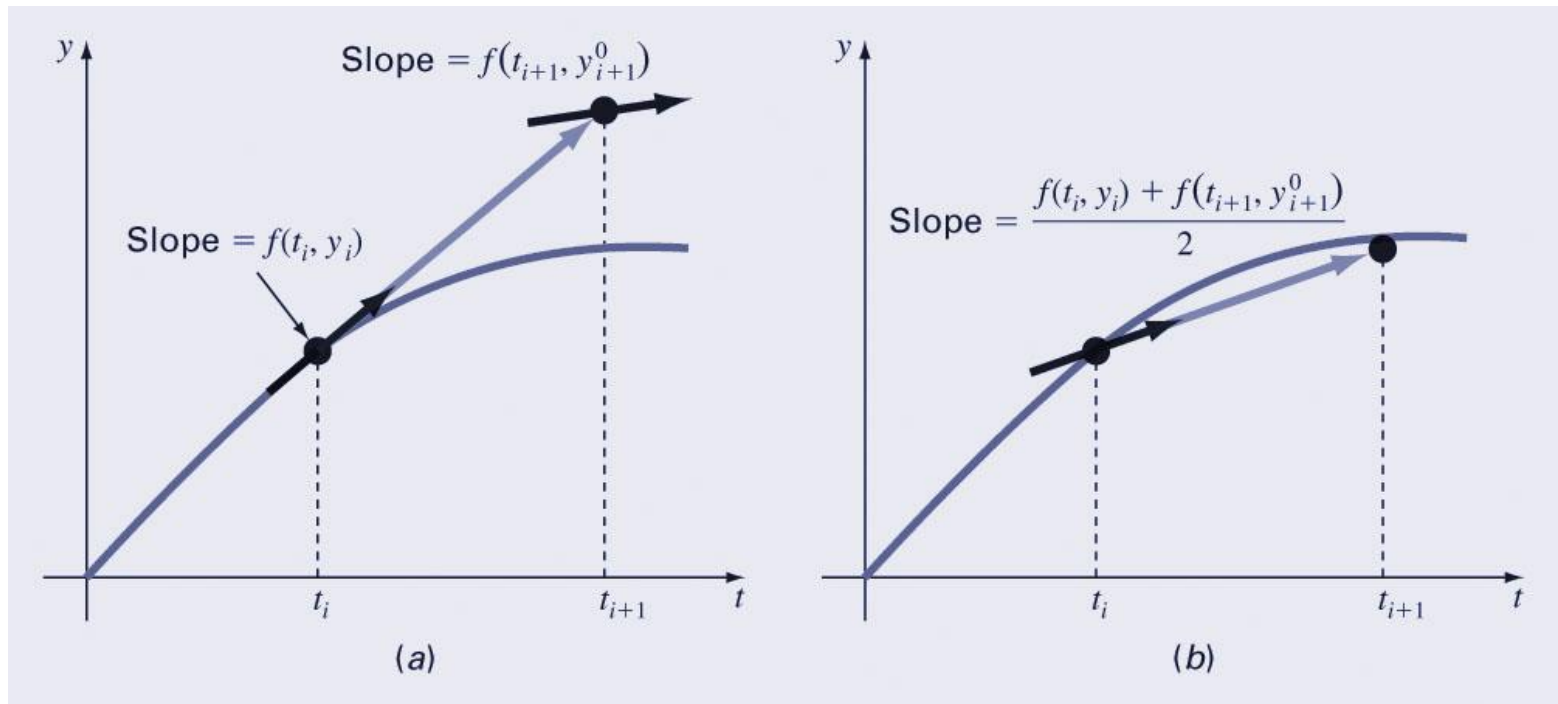 y
Slope = f(t_{i+1}, y^0_{i+1})
Slope = f(t_i, y_i)
t_i
t_{i+1}
t
(a)
y
Slope = \frac{f(t_i, y_i) + f(t_{i+1}, y^0_{i+1})}{2}
t_i
t_{i+1}
t
(b)